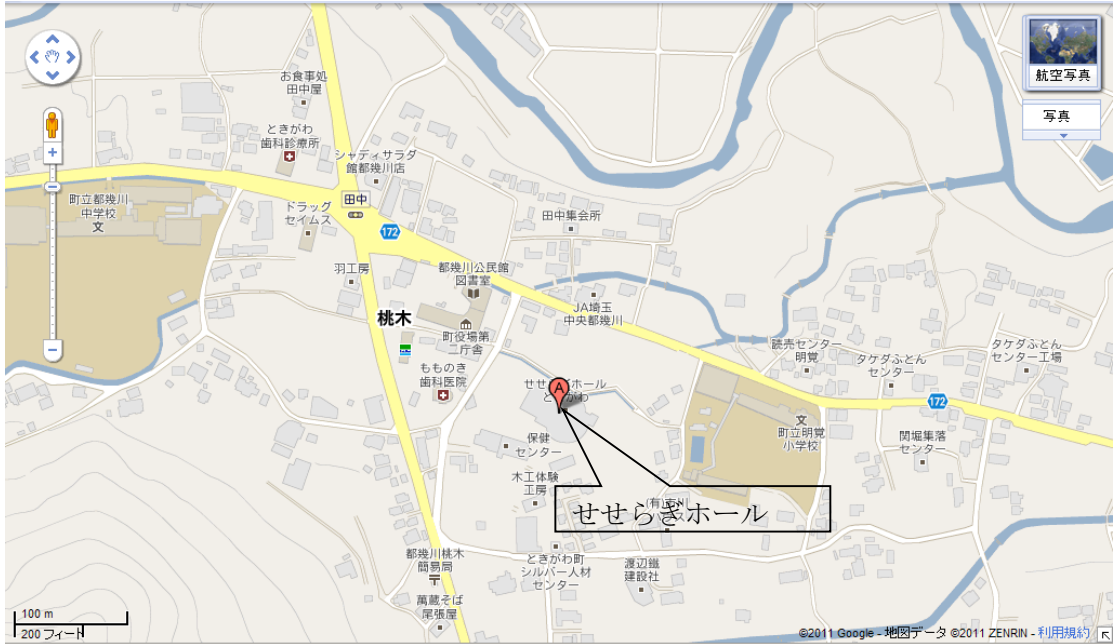 航空写真
写真
お食事処
田中屋
ときがわ
歯科診療所
シャディサラダ
館都幾川店
町立都幾川
中学校
文
ドラッグ
セイムス
田中
172
田中集会所
羽工房
都幾川公民館
図書室
JA埼玉
中央都幾川
桃木
町役場第
二庁舎
読売センター
明覚
タケダふとん
センター
タケダふとん
センター工場
もものき
歯科医院
せせらぎホール
A
172
文
町立明覚
小学校
関堀集落
センター
保健
センター
木工体験
工房
(有)
せせらぎホール
都幾川桃木
簡易局
〒
ときがわ町
シルバー人材
センター
渡辺鐵
建設社
萬蔵そば
尾張屋
100 m
200 フィート
©2011 Google - 地図データ ©2011 ZENRIN - 利用規約